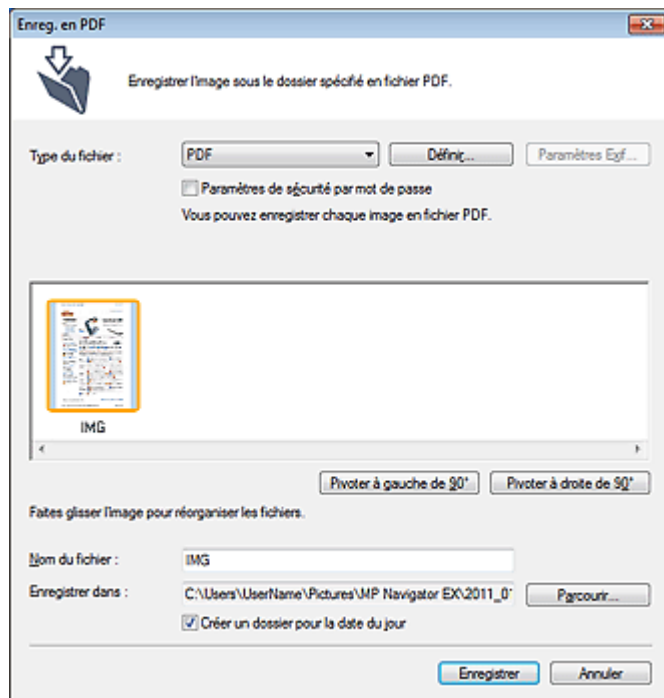 Enreg. en PDF
Enregistrer l'image sous le dossier spécifié en fichier PDF.
Type du fichier : PDF Définir... Paramètres Exf...
Paramètres de sécurité par mot de passe
Vous pouvez enregistrer chaque image en fichier PDF.
IMG
Pivoter à gauche de 90° Pivoter à droite de 90°
Faites glisser l'image pour réorganiser les fichiers.
Nom du fichier : IMG
Enregistrer dans : C:\Users\UserName\Pictures\MP Navigator EX\2011_0 Parcourir...
Créer un dossier pour la date du jour
Enregistrer Annuler